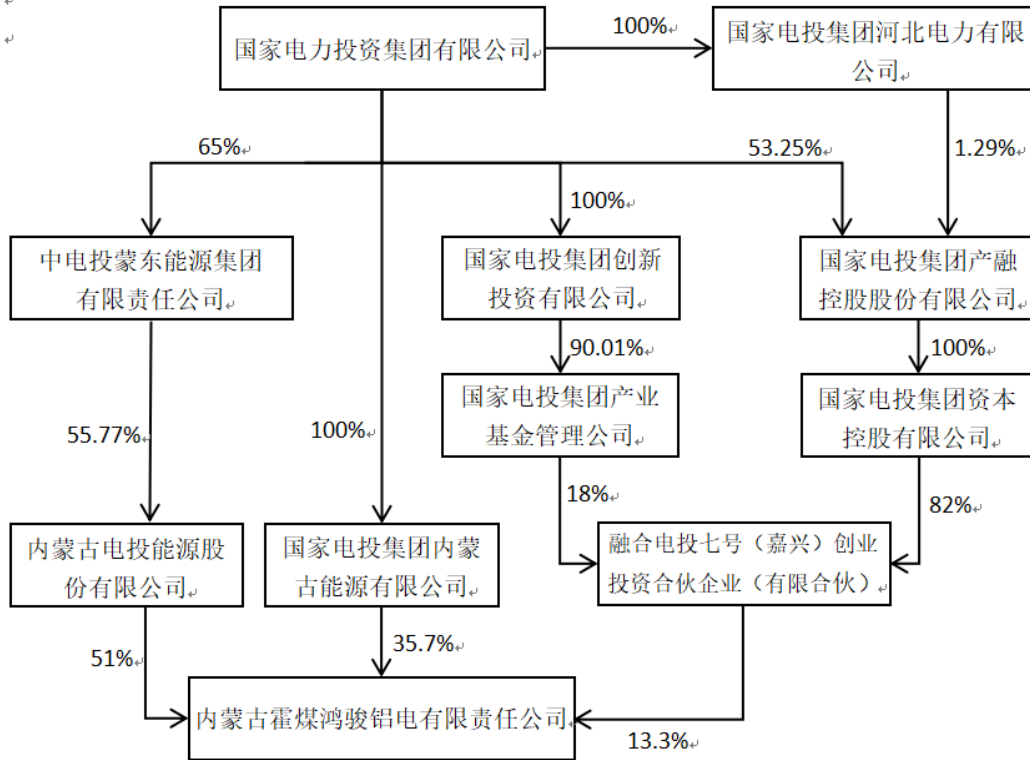 国家电力投资集团有限公司
100%
国家电投集团河北电力有限
公司
65%
53.25%
1.29%
100%
中电投蒙东能源集团
有限责任公司
国家电投集团创新
投资有限公司
国家电投集团产融
控股股份有限公司
90.01%
100%
国家电投集团产业
基金管理公司
国家电投集团资本
控股有限公司
55.77%
100%
18%
82%
内蒙古电投能源股
份有限公司
国家电投集团内蒙
古能源有限公司
融合电投七号（嘉兴）创业
投资合伙企业（有限合伙）
51%
35.7%
内蒙古霍煤鸿骏铝电有限责任公司
13.3%